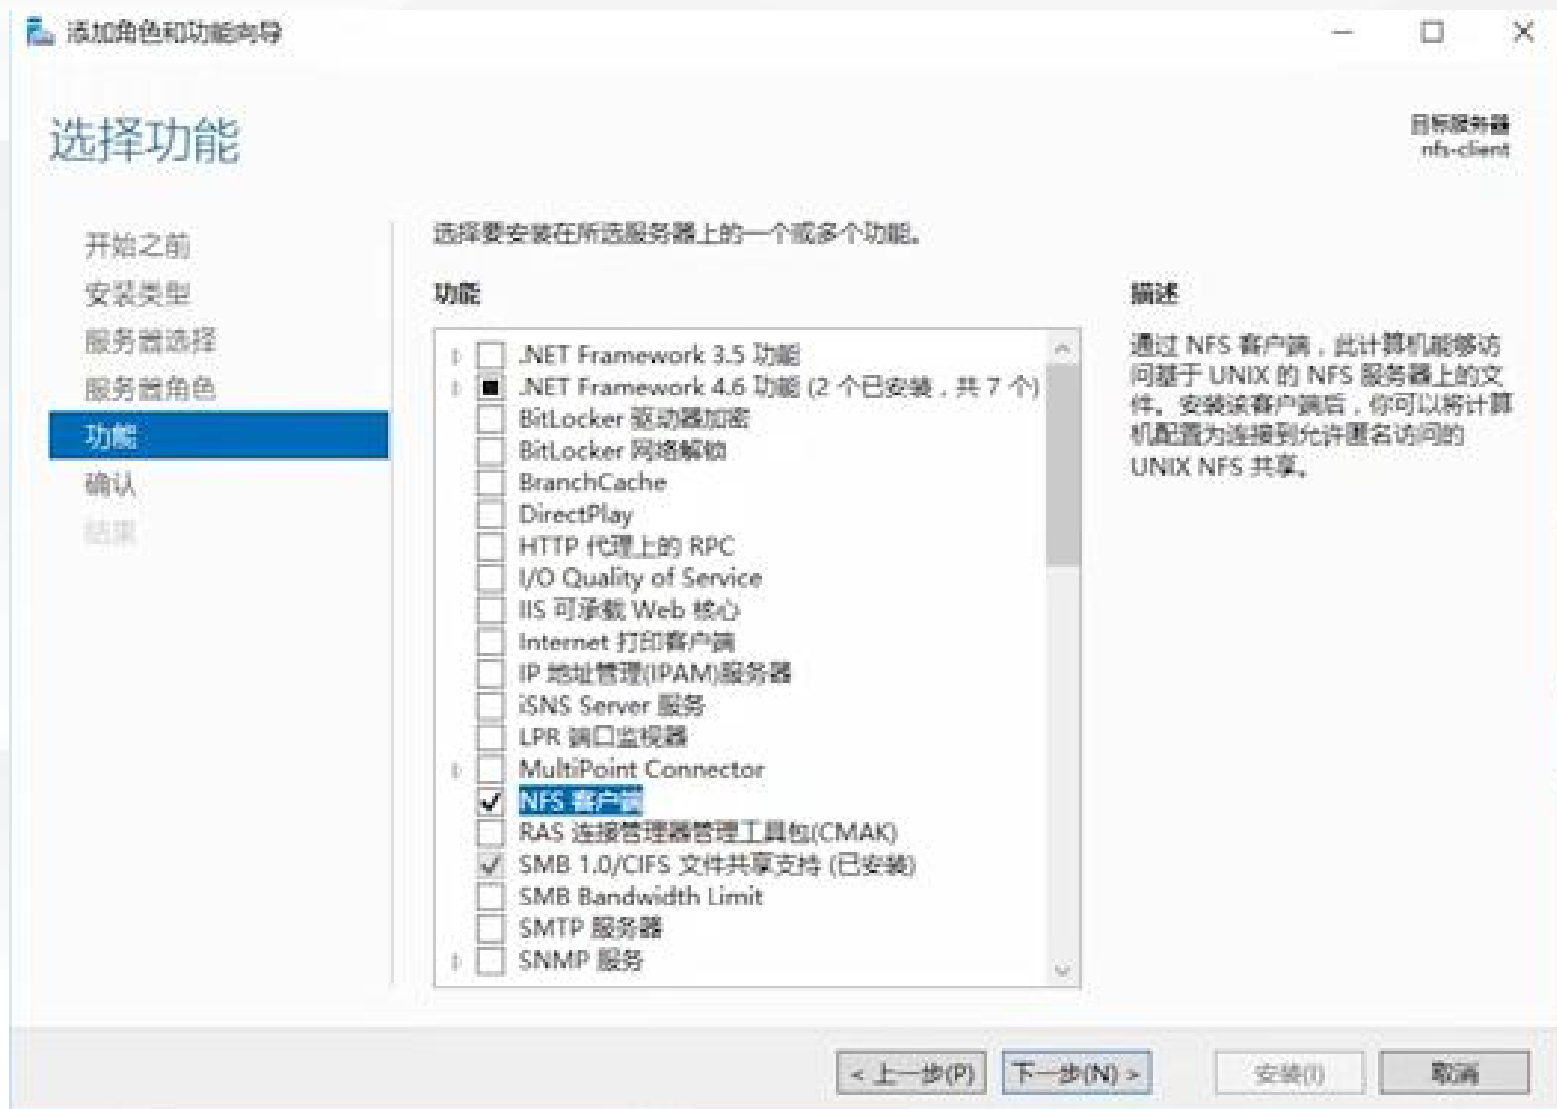 添加角色和功能向导
选择功能
目标服务器
nfs-client
开始之前
安装类型
服务器选择
服务器角色
功能
确认
结果
选择要安装在所选服务器上的一个或多个功能。
功能
.NET Framework 3.5 功能
.NET Framework 4.6 功能 (2 个已安装，共 7 个)
BitLocker 驱动器加密
BitLocker 网络解锁
BranchCache
DirectPlay
HTTP 代理上的 RPC
I/O Quality of Service
IIS 可承载 Web 核心
Internet 打印客户端
IP 地址管理(IPAM)服务器
iSNS Server 服务
LPR 端口监视器
MultiPoint Connector
NFS 客户端
RAS 连接管理器管理工具包(CMAK)
SMB 1.0/CIFS 文件共享支持 (已安装)
SMB Bandwidth Limit
SMTP 服务器
SNMP 服务
描述
通过 NFS 客户端，此计算机能够访
问基于 UNIX 的 NFS 服务器上的文
件。安装该客户端后，你可以将计算
机配置为连接到允许匿名访问的
UNIX NFS 共享。
< 上一步(P)
下一步(N) >
安装(I)
取消